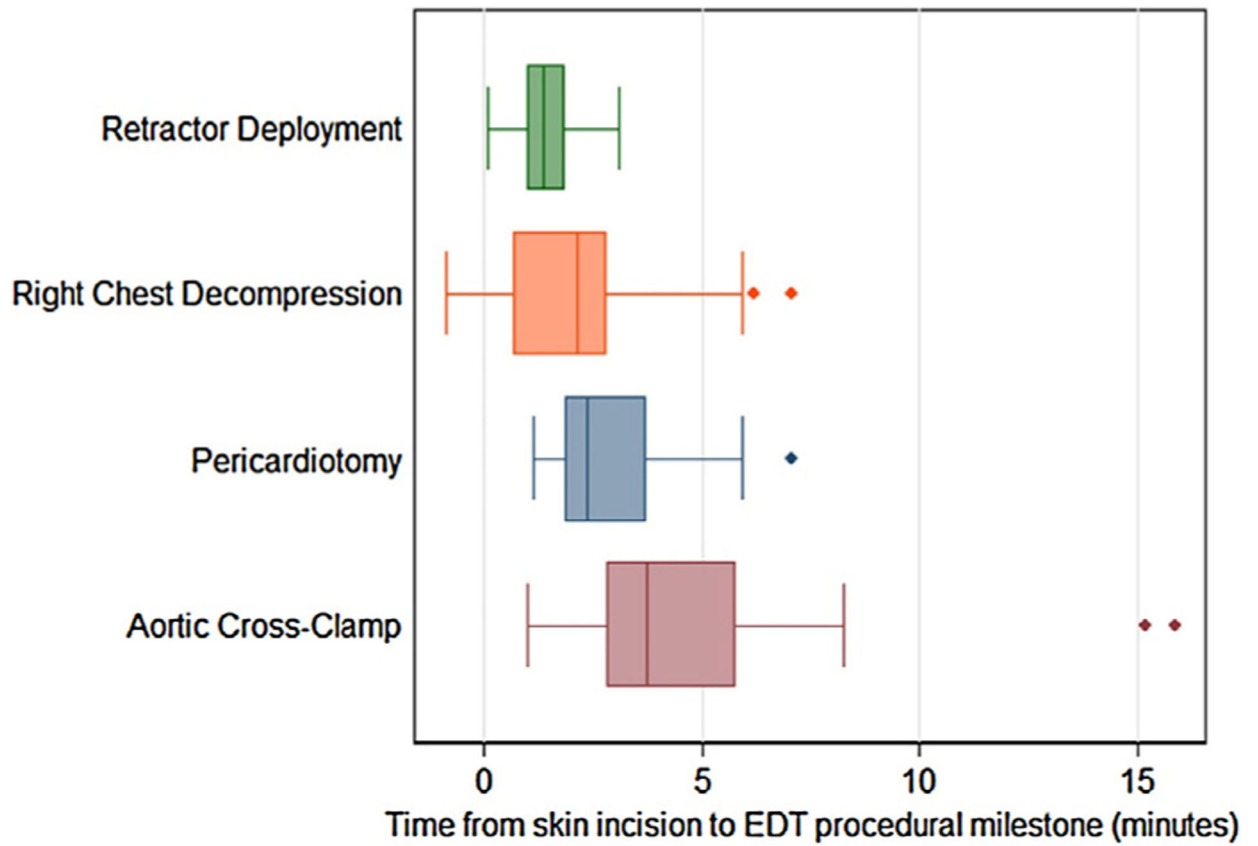 Retractor Deployment
Right Chest Decompression
Pericardiotomy
Aortic Cross-Clamp
0 5 10 15
Time from skin incision to EDT procedural milestone (minutes)